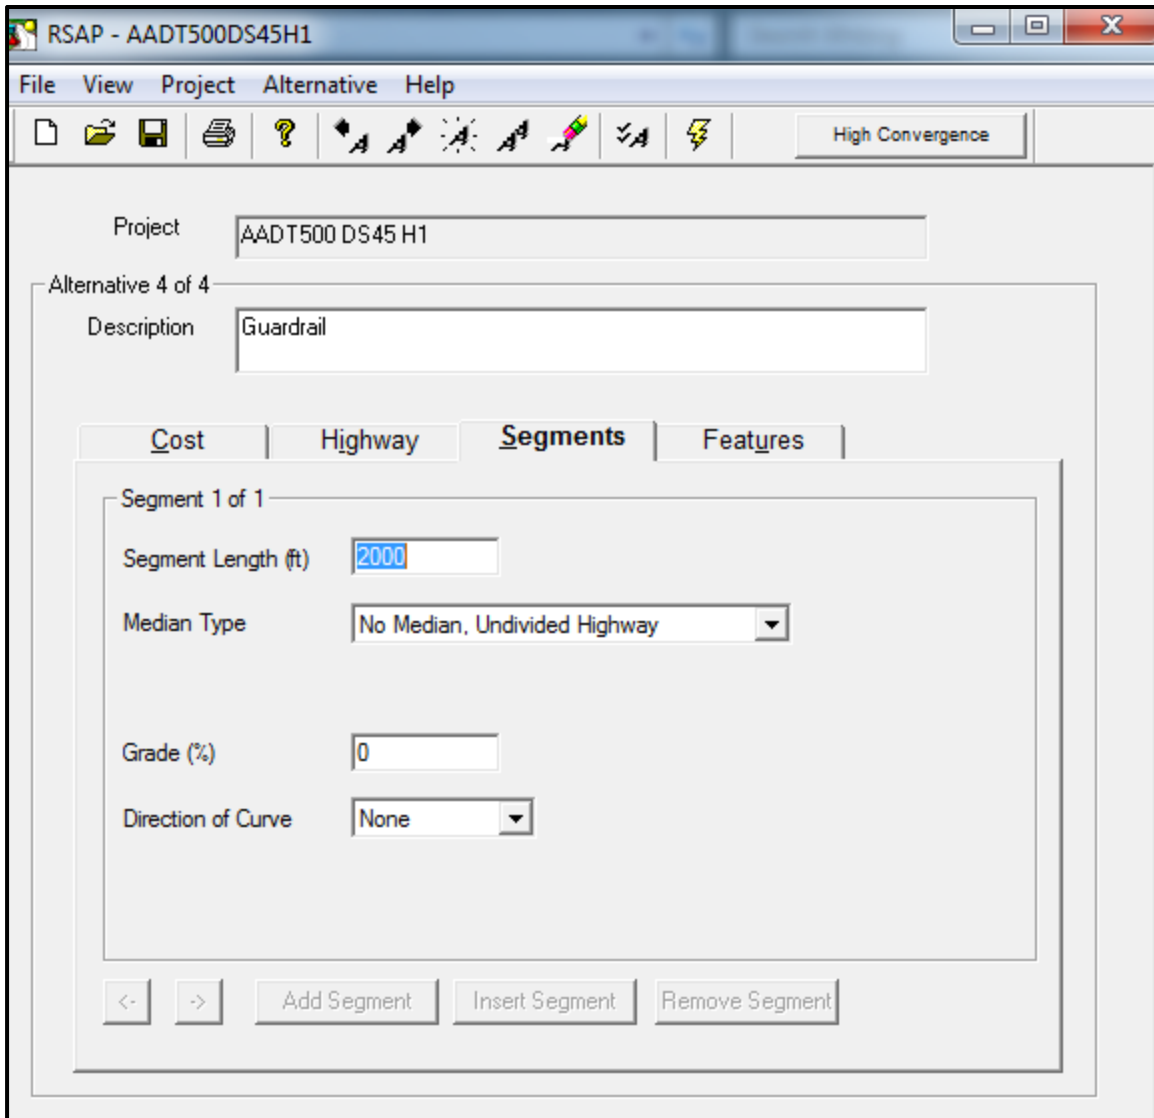 RSAP - AADT500DS45H1
File View Project Alternative Help
High Convergence
Project AADT500 DS45 H1
Alternative 4 of 4
Description Guardrail
Cost Highway Segments Features
Segment 1 of 1
Segment Length (ft) 2000
Median Type No Median, Undivided Highway
Grade (%) 0
Direction of Curve None
<- -> Add Segment Insert Segment Remove Segment